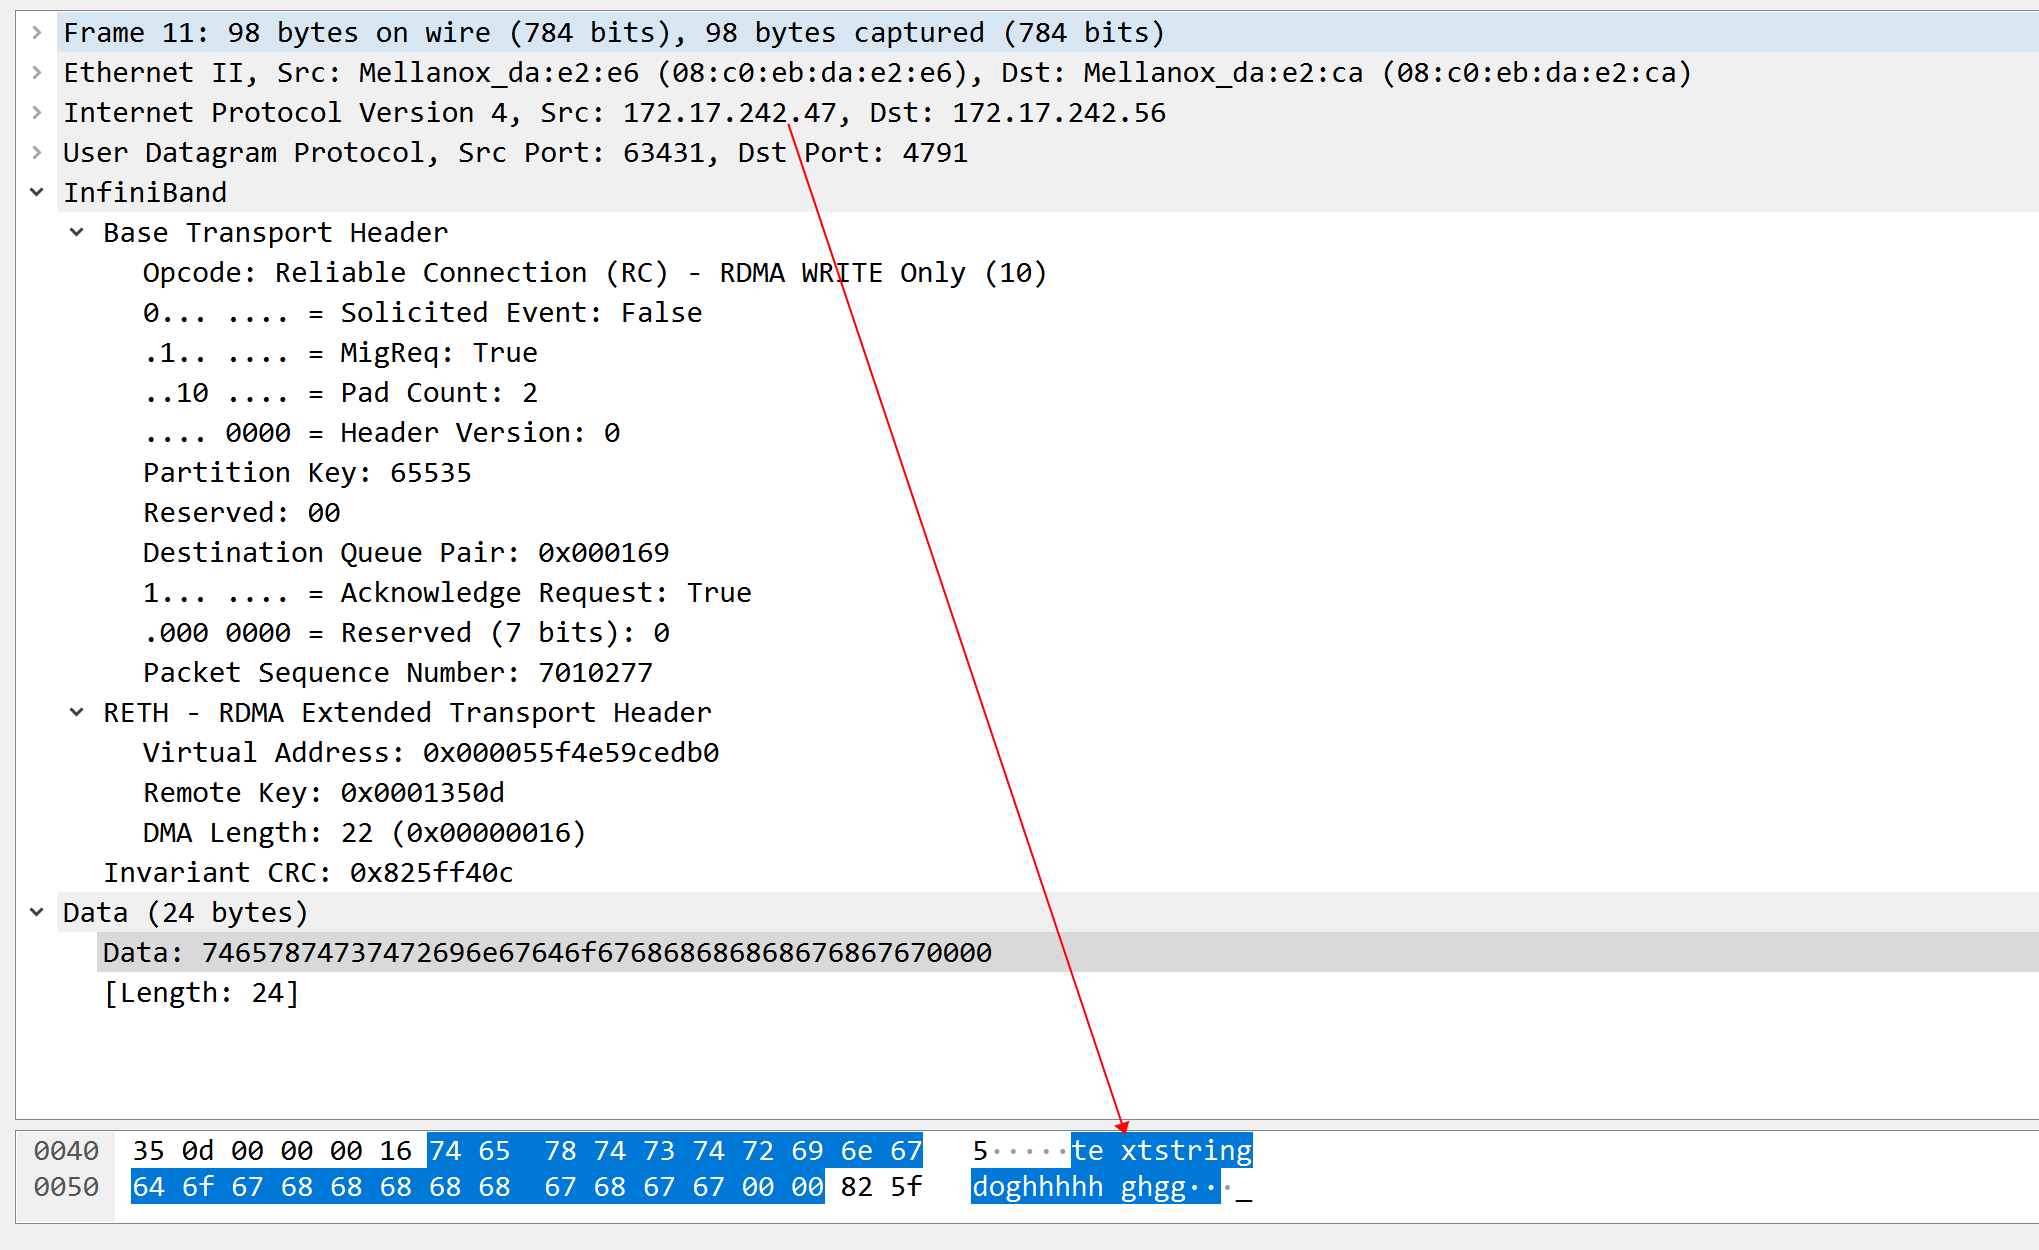 Frame 11: 98 bytes on wire (784 bits), 98 bytes captured (784 bits)
Ethernet II, Src: Mellanox_da:e2:e6 (08:c0:eb:da:e2:e6), Dst: Mellanox_da:e2:ca (08:c0:eb:da:e2:ca)
Internet Protocol Version 4, Src: 172.17.242.47, Dst: 172.17.242.56
User Datagram Protocol, Src Port: 63431, Dst Port: 4791
InfiniBand
Base Transport Header
Opcode: Reliable Connection (RC) - RDMA WRITE Only (10)
0... .... = Solicited Event: False
.1.. .... = MigReq: True
..10 .... = Pad Count: 2
.... 0000 = Header Version: 0
Partition Key: 65535
Reserved: 00
Destination Queue Pair: 0x000169
1... .... = Acknowledge Request: True
.000 0000 = Reserved (7 bits): 0
Packet Sequence Number: 7010277
RETH - RDMA Extended Transport Header
Virtual Address: 0x000055f4e59cedb0
Remote Key: 0x0001350d
DMA Length: 22 (0x00000016)
Invariant CRC: 0x825ff40c
Data (24 bytes)
Data: 74657874737472696e67646f676868686868676867670000
[Length: 24]
0040 35 0d 00 00 00 16 74 65 78 74 73 74 72 69 6e 67 5·····te xtstring
0050 64 6f 67 68 68 68 68 68 67 68 67 67 00 00 82 5f doghhhhh ghgg···_